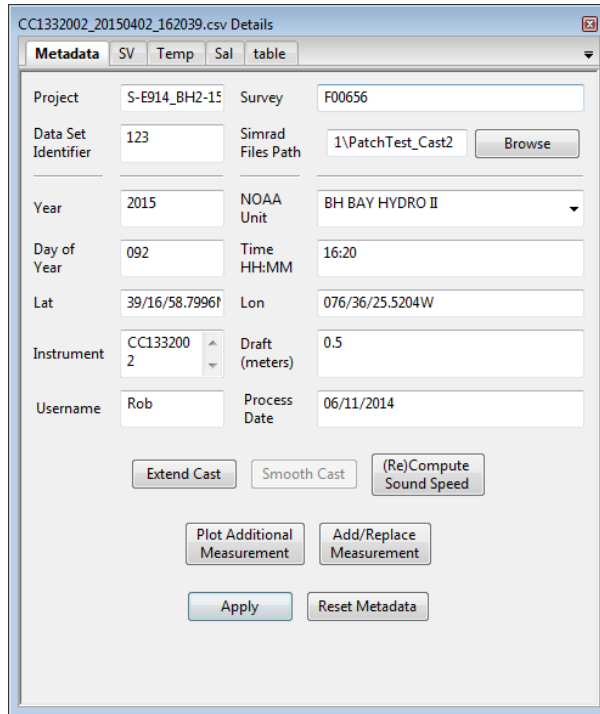 CC1332002_20150402_162039.csv Details
Metadata SV Temp Sal table
Project S-E914_BH2-15 Survey F00656
Data Set Identifier 123 Simrad Files Path 1\PatchTest_Cast2 Browse
Year 2015 NOAA Unit BH BAY HYDRO II
Day of Year 092 Time HH:MM 16:20
Lat 39/16/58.7996N Lon 076/36/25.5204W
Instrument CC1332002 Draft (meters) 0.5
Username Rob Process Date 06/11/2014
Extend Cast Smooth Cast (Re)Compute Sound Speed
Plot Additional Measurement Add/Replace Measurement
Apply Reset Metadata